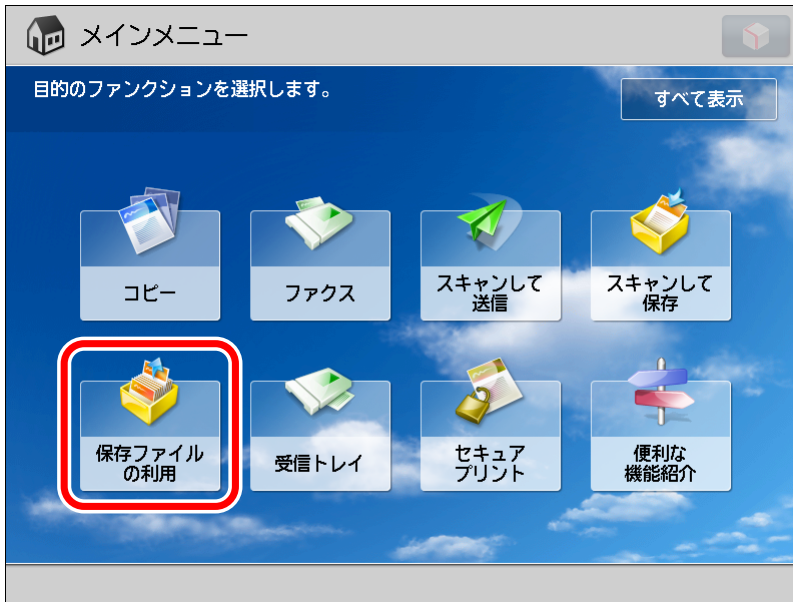 メインメニュー
目的のファンクションを選択します。
すべて表示
コピー
ファクス
スキャンして
送信
スキャンして
保存
保存ファイル
の利用
受信トレイ
セキュア
プリント
便利な
機能紹介